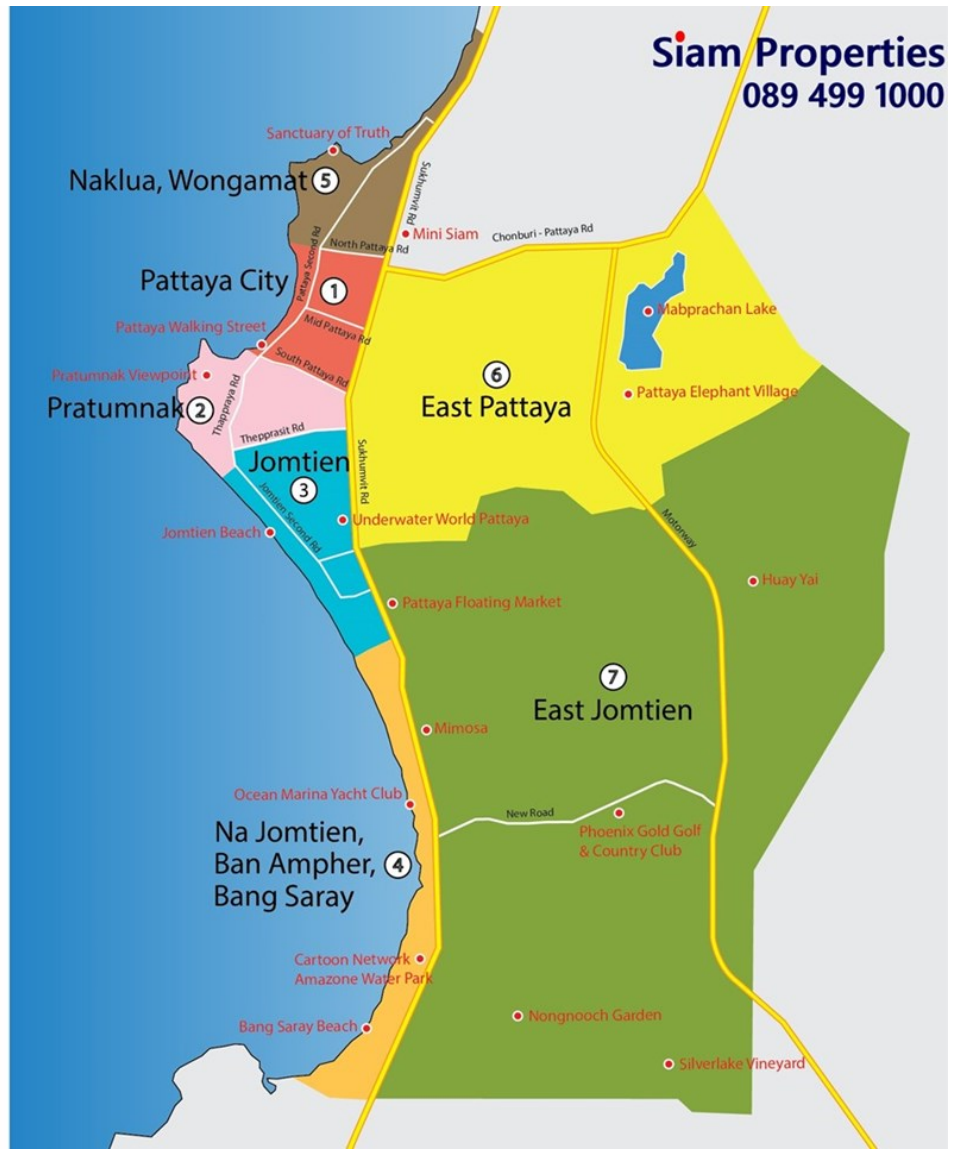 Siam Properties
089 499 1000
Sanctuary of Truth
Naklua, Wongamat 5
Sukhumvit Rd
Mini Siam
Chonburi - Pattaya Rd
North Pattaya Rd
Pattaya Second Rd
Pattaya City
1
Mabprachan Lake
Mid Pattaya Rd
Pattaya Walking Street
South Pattaya Rd
Pratumnak Viewpoint
6
East Pattaya
Pattaya Elephant Village
Pratumnak 2
Thappraya Rd
Thepprasit Rd
Jomtien
3
Sukhumvit Rd
Jomtien Second Rd
Underwater World Pattaya
Jomtien Beach
Motorway
Huay Yai
Pattaya Floating Market
7
East Jomtien
Mimosa
Ocean Marina Yacht Club
New Road
Phoenix Gold Golf
& Country Club
Na Jomtien,
Ban Ampher,
Bang Saray
4
Cartoon Network
Amazone Water Park
Bang Saray Beach
Nongnooch Garden
Silverlake Vineyard